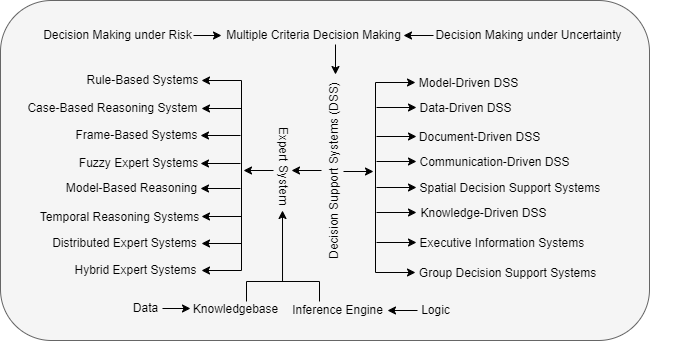 Decision Making under Risk
Multiple Criteria Decision Making
Decision Making under Uncertainty
Rule-Based Systems
Case-Based Reasoning System
Frame-Based Systems
Fuzzy Expert Systems
Model-Based Reasoning
Temporal Reasoning Systems
Distributed Expert Systems
Hybrid Expert Systems
Expert System
Decision Support Systems (DSS)
Model-Driven DSS
Data-Driven DSS
Document-Driven DSS
Communication-Driven DSS
Spatial Decision Support Systems
Knowledge-Driven DSS
Executive Information Systems
Group Decision Support Systems
Data
Knowledgebase
Inference Engine
Logic